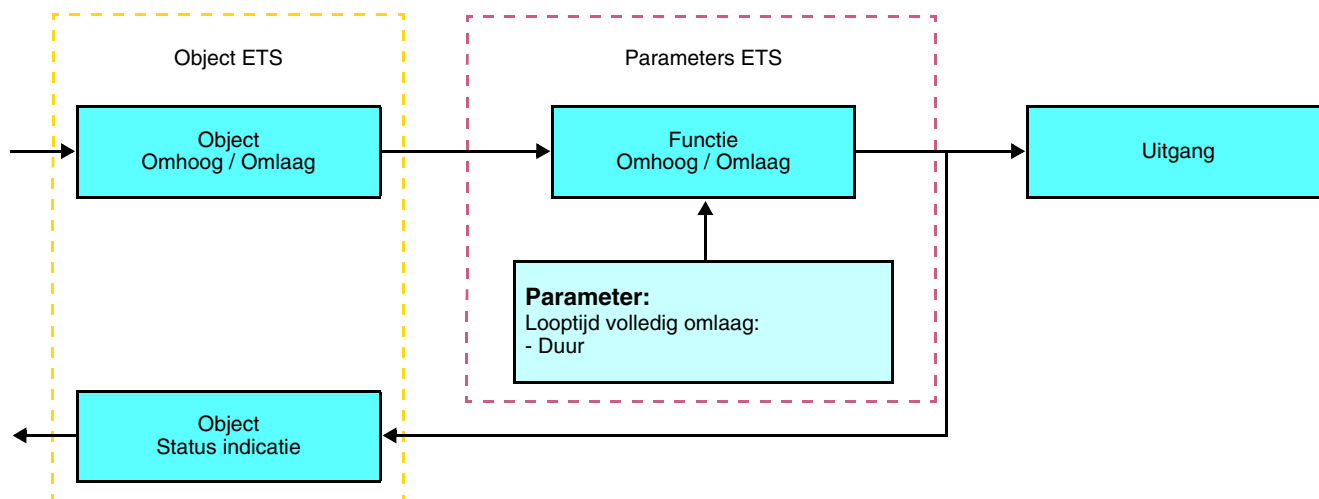 Object ETS
Parameters ETS
Object
Omhoog / Omlaag
Functie
Omhoog / Omlaag
Uitgang
Parameter:
Looptijd volledig omlaag:
- Duur
Object
Status indicatie